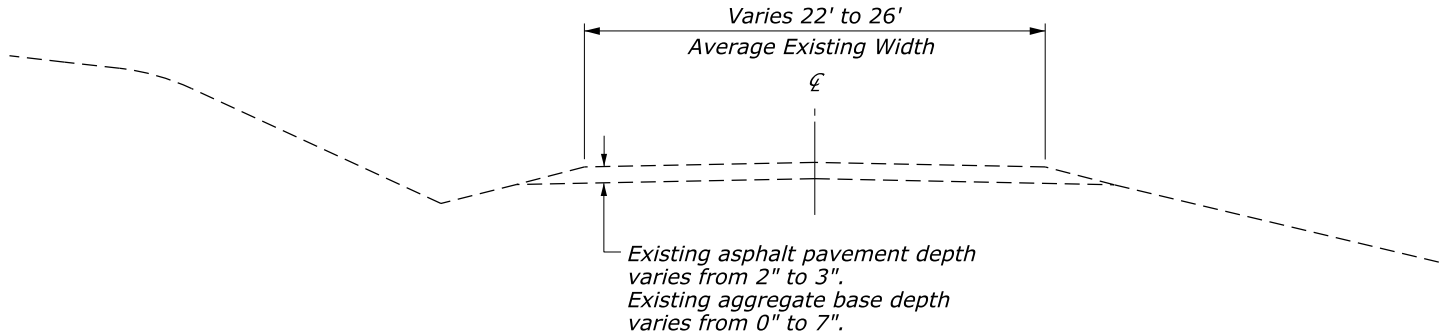 Varies 22' to 26'
Average Existing Width
℄
Existing asphalt pavement depth
varies from 2" to 3".
Existing aggregate base depth
varies from 0" to 7".